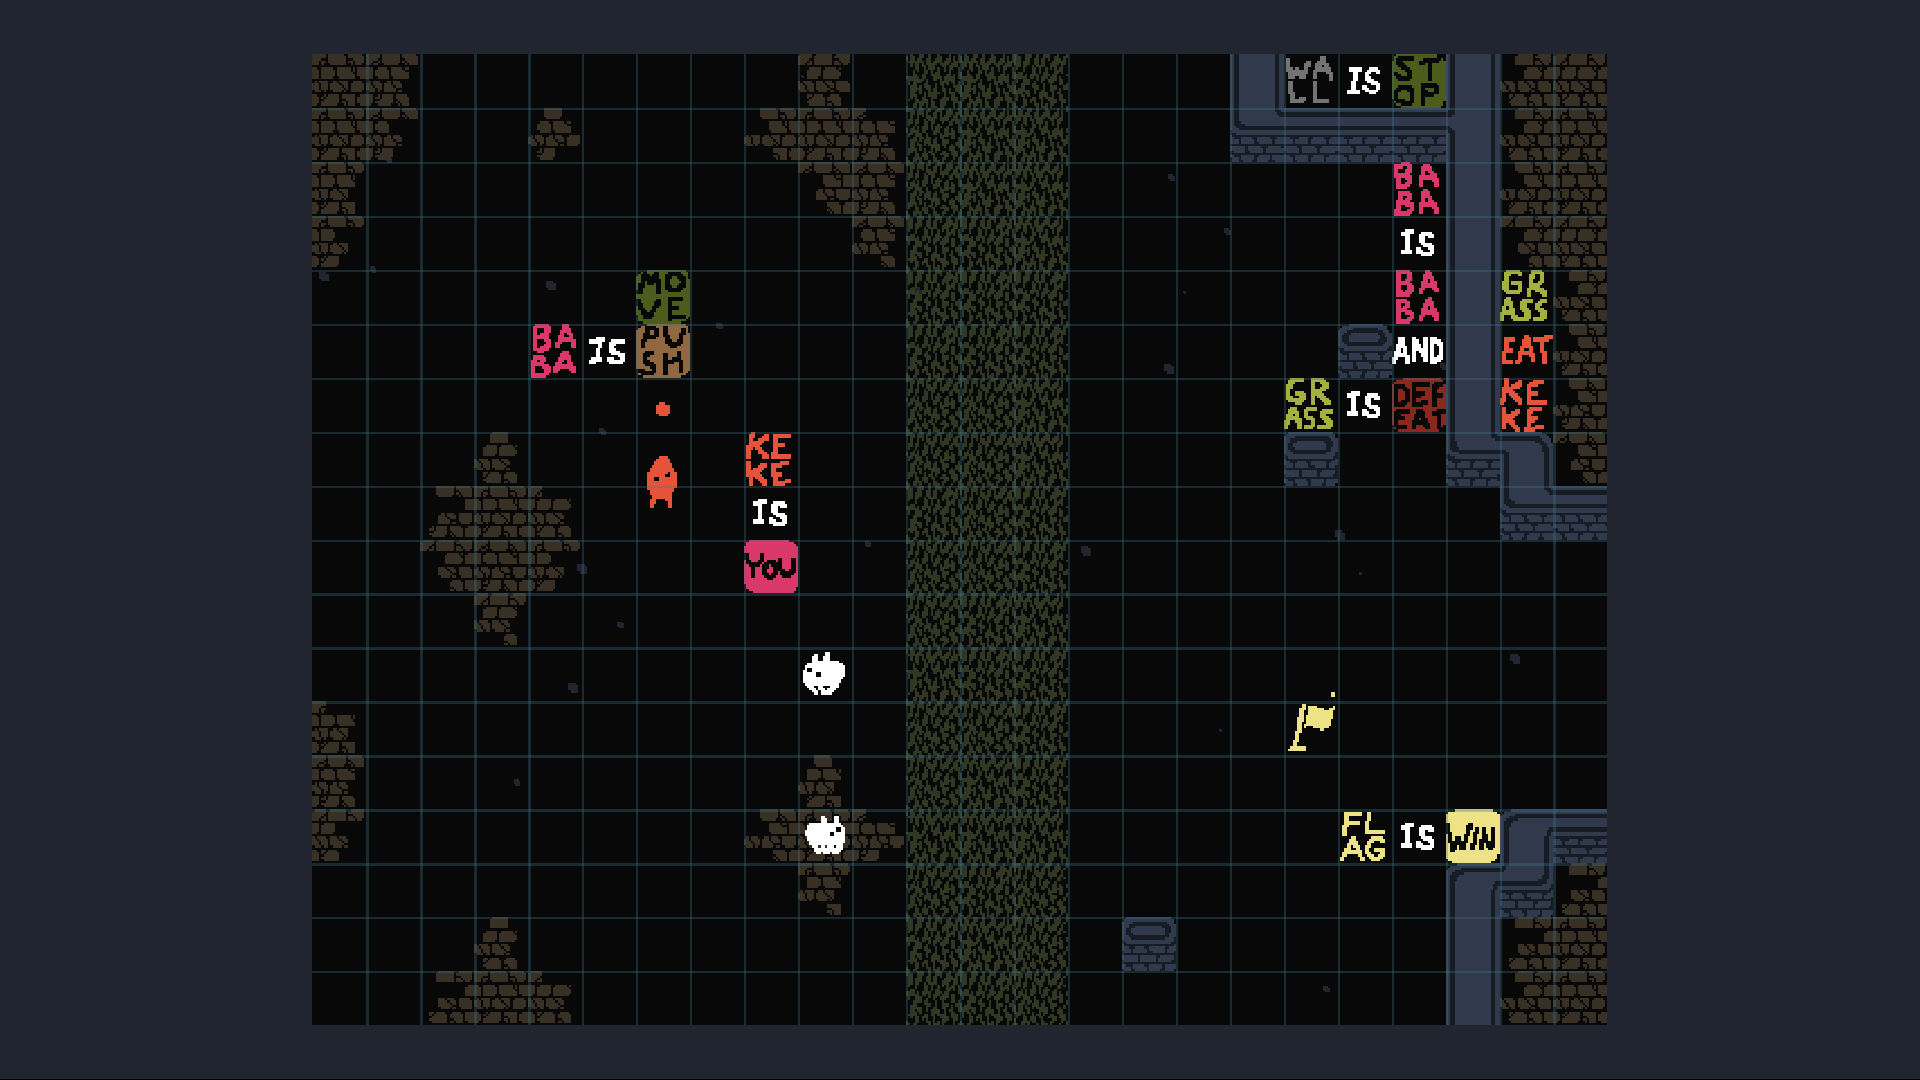 WALL IS STOP
BABA
IS
BABA
AND
GRASS IS DEFEAT
GRASS
EAT
KEKE
MOVE
BABA IS PUSH
KEKE
IS
YOU
FLAG IS WIN